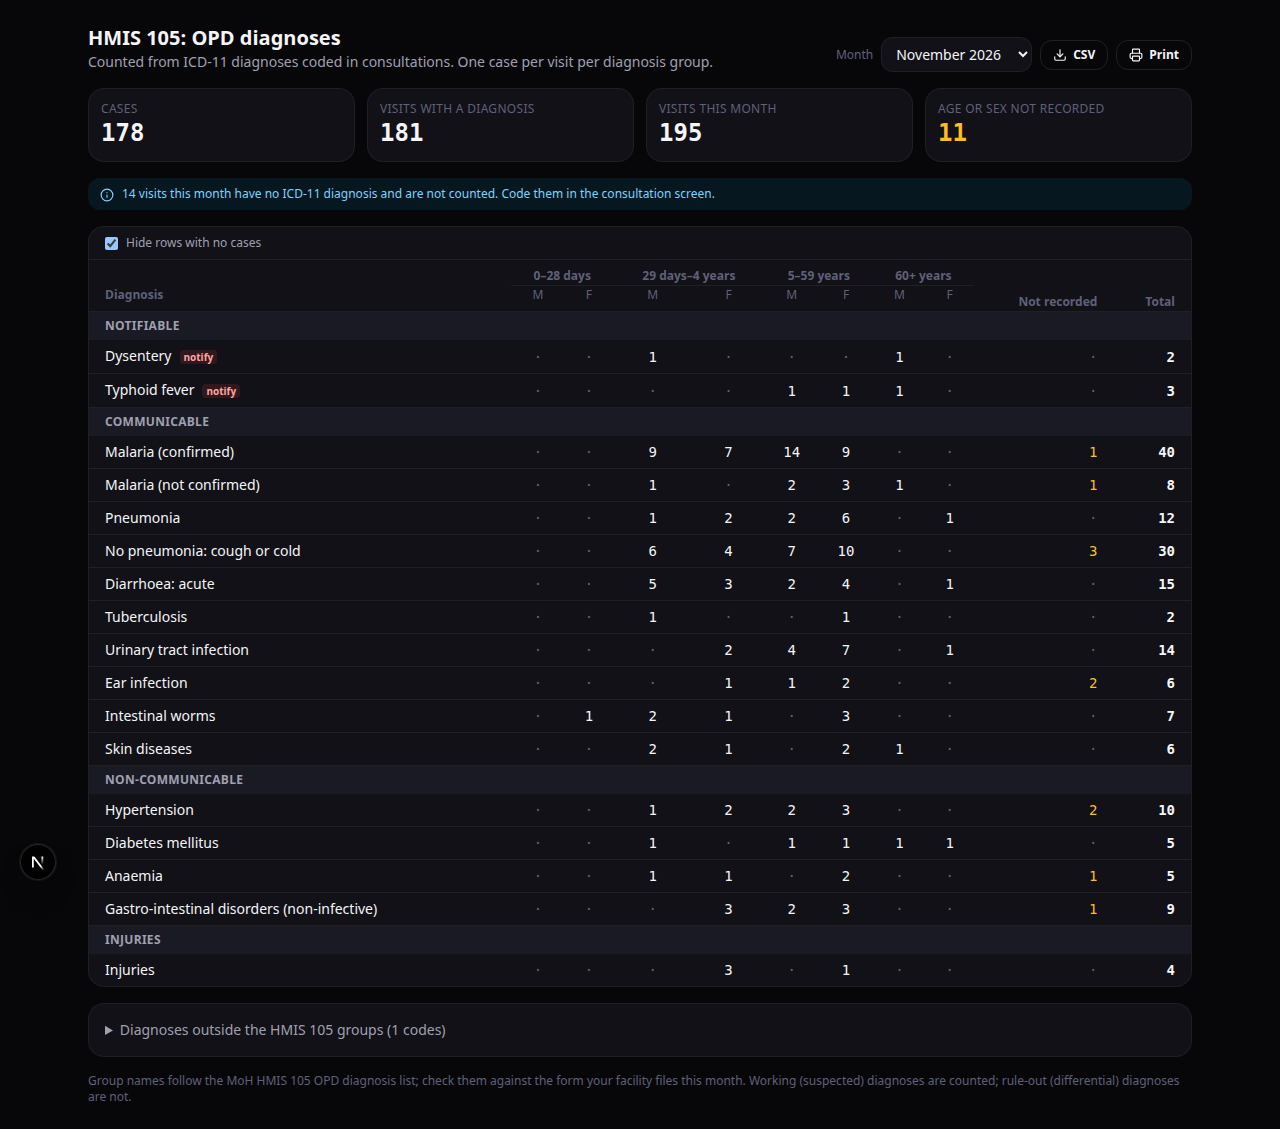 HMIS 105: OPD diagnoses
Counted from ICD-11 diagnoses coded in consultations. One case per visit per diagnosis group.
Month November 2026 CSV Print
CASES
178
VISITS WITH A DIAGNOSIS
181
VISITS THIS MONTH
195
AGE OR SEX NOT RECORDED
11
14 visits this month have no ICD-11 diagnosis and are not counted. Code them in the consultation screen.
Hide rows with no cases
0–28 days 29 days–4 years 5–59 years 60+ years
Diagnosis M F M F M F M F Not recorded Total
NOTIFIABLE
Dysentery notify · · 1 · · · 1 · · 2
Typhoid fever notify · · · · 1 1 1 · · 3
COMMUNICABLE
Malaria (confirmed) · · 9 7 14 9 · · 1 40
Malaria (not confirmed) · · 1 · 2 3 1 · 1 8
Pneumonia · · 1 2 2 6 · 1 · 12
No pneumonia: cough or cold · · 6 4 7 10 · · 3 30
Diarrhoea: acute · · 5 3 2 4 · 1 · 15
Tuberculosis · · 1 · · 1 · · · 2
Urinary tract infection · · · 2 4 7 · 1 · 14
Ear infection · · · 1 1 2 · · 2 6
Intestinal worms · 1 2 1 · 3 · · · 7
Skin diseases · · 2 1 · 2 1 · · 6
NON-COMMUNICABLE
Hypertension · · 1 2 2 3 · · 2 10
Diabetes mellitus · · 1 · 1 1 1 1 · 5
Anaemia · · 1 1 · 2 · · 1 5
Gastro-intestinal disorders (non-infective) · · · 3 2 3 · · 1 9
INJURIES
Injuries · · · 3 · 1 · · · 4
N
Diagnoses outside the HMIS 105 groups (1 codes)
Group names follow the MoH HMIS 105 OPD diagnosis list; check them against the form your facility files this month. Working (suspected) diagnoses are counted; rule-out (differential) diagnoses
are not.